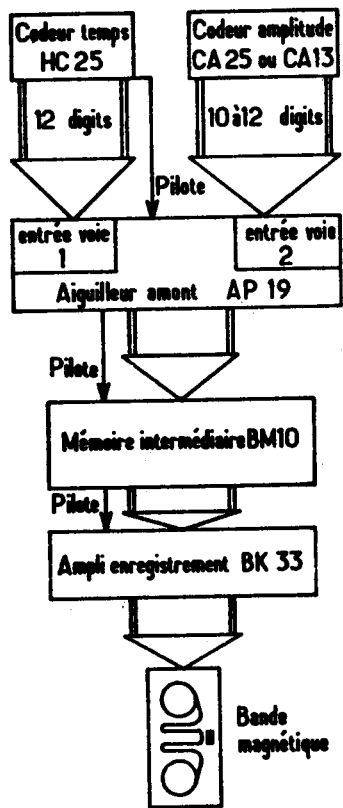 Codeur temps
HC 25
Codeur amplitude
CA 25 ou CA13
12 digits
10 à 12 digits
Pilote
entrée voie
1
entrée voie
2
Aiguilleur amont AP 19
Pilote
Mémoire intermédiaire BM10
Pilote
Ampli enregistrement BK 33
Bande
magnétique